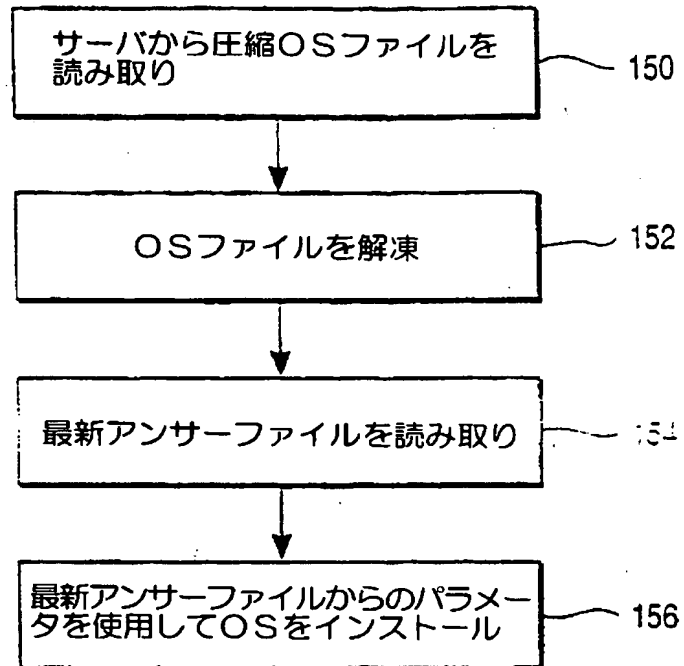 サーバから圧縮OSファイルを
読み取り
150
OSファイルを解凍
152
最新アンサーファイルを読み取り
最新アンサーファイルからのパラメー
タを使用してOSをインストール
156